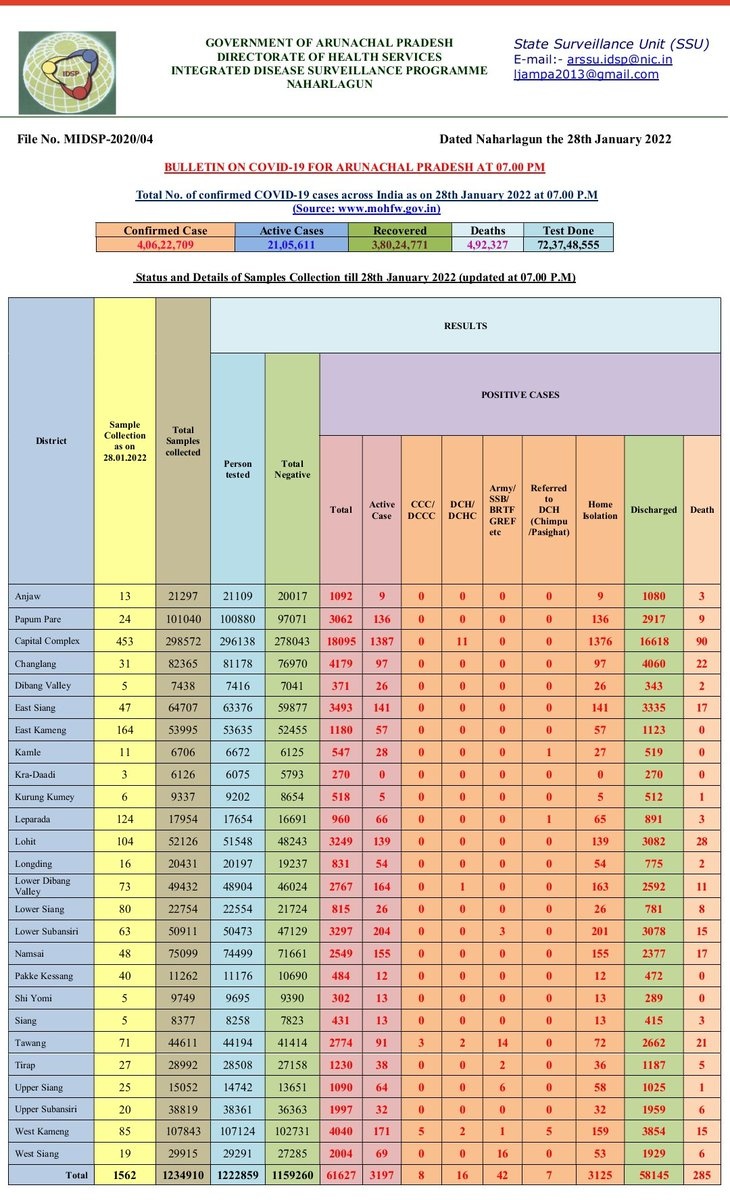 IDSP
GOVERNMENT OF ARUNACHAL PRADESH
DIRECTORATE OF HEALTH SERVICES
INTEGRATED DISEASE SURVEILLANCE PROGRAMME
NAHARLAGUN
State Surveillance Unit (SSU)
E-mail:- arssu.idsp@nic.in
ljampa2013@gmail.com
File No. MIDSP-2020/04 Dated Naharlagun the 28th January 2022
BULLETIN ON COVID-19 FOR ARUNACHAL PRADESH AT 07.00 PM
Total No. of confirmed COVID-19 cases across India as on 28th January 2022 at 07.00 P.M
(Source: www.mohfw.gov.in)
Confirmed Case Active Cases Recovered Deaths Test Done
4,06,22,709 21,05,611 3,80,24,771 4,92,327 72,37,48,555
Status and Details of Samples Collection till 28th January 2022 (updated at 07.00 P.M)
District
Sample
Collection
as on
28.01.2022
Total
Samples
collected
RESULTS
Person
tested
Total
Negative
POSITIVE CASES
Total
Active
Case
CCC/
DCCC
DCH/
DCHC
Army/
SSB/
BRTF
GREF
etc
Referred
to
DCH
(Chimpu
/Pasighat)
Home
Isolation
Discharged
Death
Anjaw 13 21297 21109 20017 1092 9 0 0 0 0 9 1080 3
Papum Pare 24 101040 100880 97071 3062 136 0 0 0 0 136 2917 9
Capital Complex 453 298572 296138 278043 18095 1387 0 11 0 0 1376 16618 90
Changlang 31 82365 81178 76970 4179 97 0 0 0 0 97 4060 22
Dibang Valley 5 7438 7416 7041 371 26 0 0 0 0 26 343 2
East Siang 47 64707 63376 59877 3493 141 0 0 0 0 141 3335 17
East Kameng 164 53995 53635 52455 1180 57 0 0 0 0 57 1123 0
Kamle 11 6706 6672 6125 547 28 0 0 0 1 27 519 0
Kra-Daadi 3 6126 6075 5793 270 0 0 0 0 0 0 270 0
Kurung Kumey 6 9337 9202 8654 518 5 0 0 0 0 5 512 1
Leparada 124 17954 17654 16691 960 66 0 0 0 1 65 891 3
Lohit 104 52126 51548 48243 3249 139 0 0 0 0 139 3082 28
Longding 16 20431 20197 19237 831 54 0 0 0 0 54 775 2
Lower Dibang
Valley 73 49432 48904 46024 2767 164 0 1 0 0 163 2592 11
Lower Siang 80 22754 22554 21724 815 26 0 0 0 0 26 781 8
Lower Subansiri 63 50911 50473 47129 3297 204 0 0 3 0 201 3078 15
Namsai 48 75099 74499 71661 2549 155 0 0 0 0 155 2377 17
Pakke Kessang 40 11262 11176 10690 484 12 0 0 0 0 12 472 0
Shi Yomi 5 9749 9695 9390 302 13 0 0 0 0 13 289 0
Siang 5 8377 8258 7823 431 13 0 0 0 0 13 415 3
Tawang 71 44611 44194 41414 2774 91 3 2 14 0 72 2662 21
Tirap 27 28992 28508 27158 1230 38 0 0 2 0 36 1187 5
Upper Siang 25 15052 14742 13651 1090 64 0 0 6 0 58 1025 1
Upper Subansiri 20 38819 38361 36363 1997 32 0 0 0 0 32 1959 6
West Kameng 85 107843 107124 102731 4040 171 5 2 1 5 159 3854 15
West Siang 19 29915 29291 27285 2004 69 0 0 16 0 53 1929 6
Total 1562 1234910 1222859 1159260 61627 3197 8 16 42 7 3125 58145 285